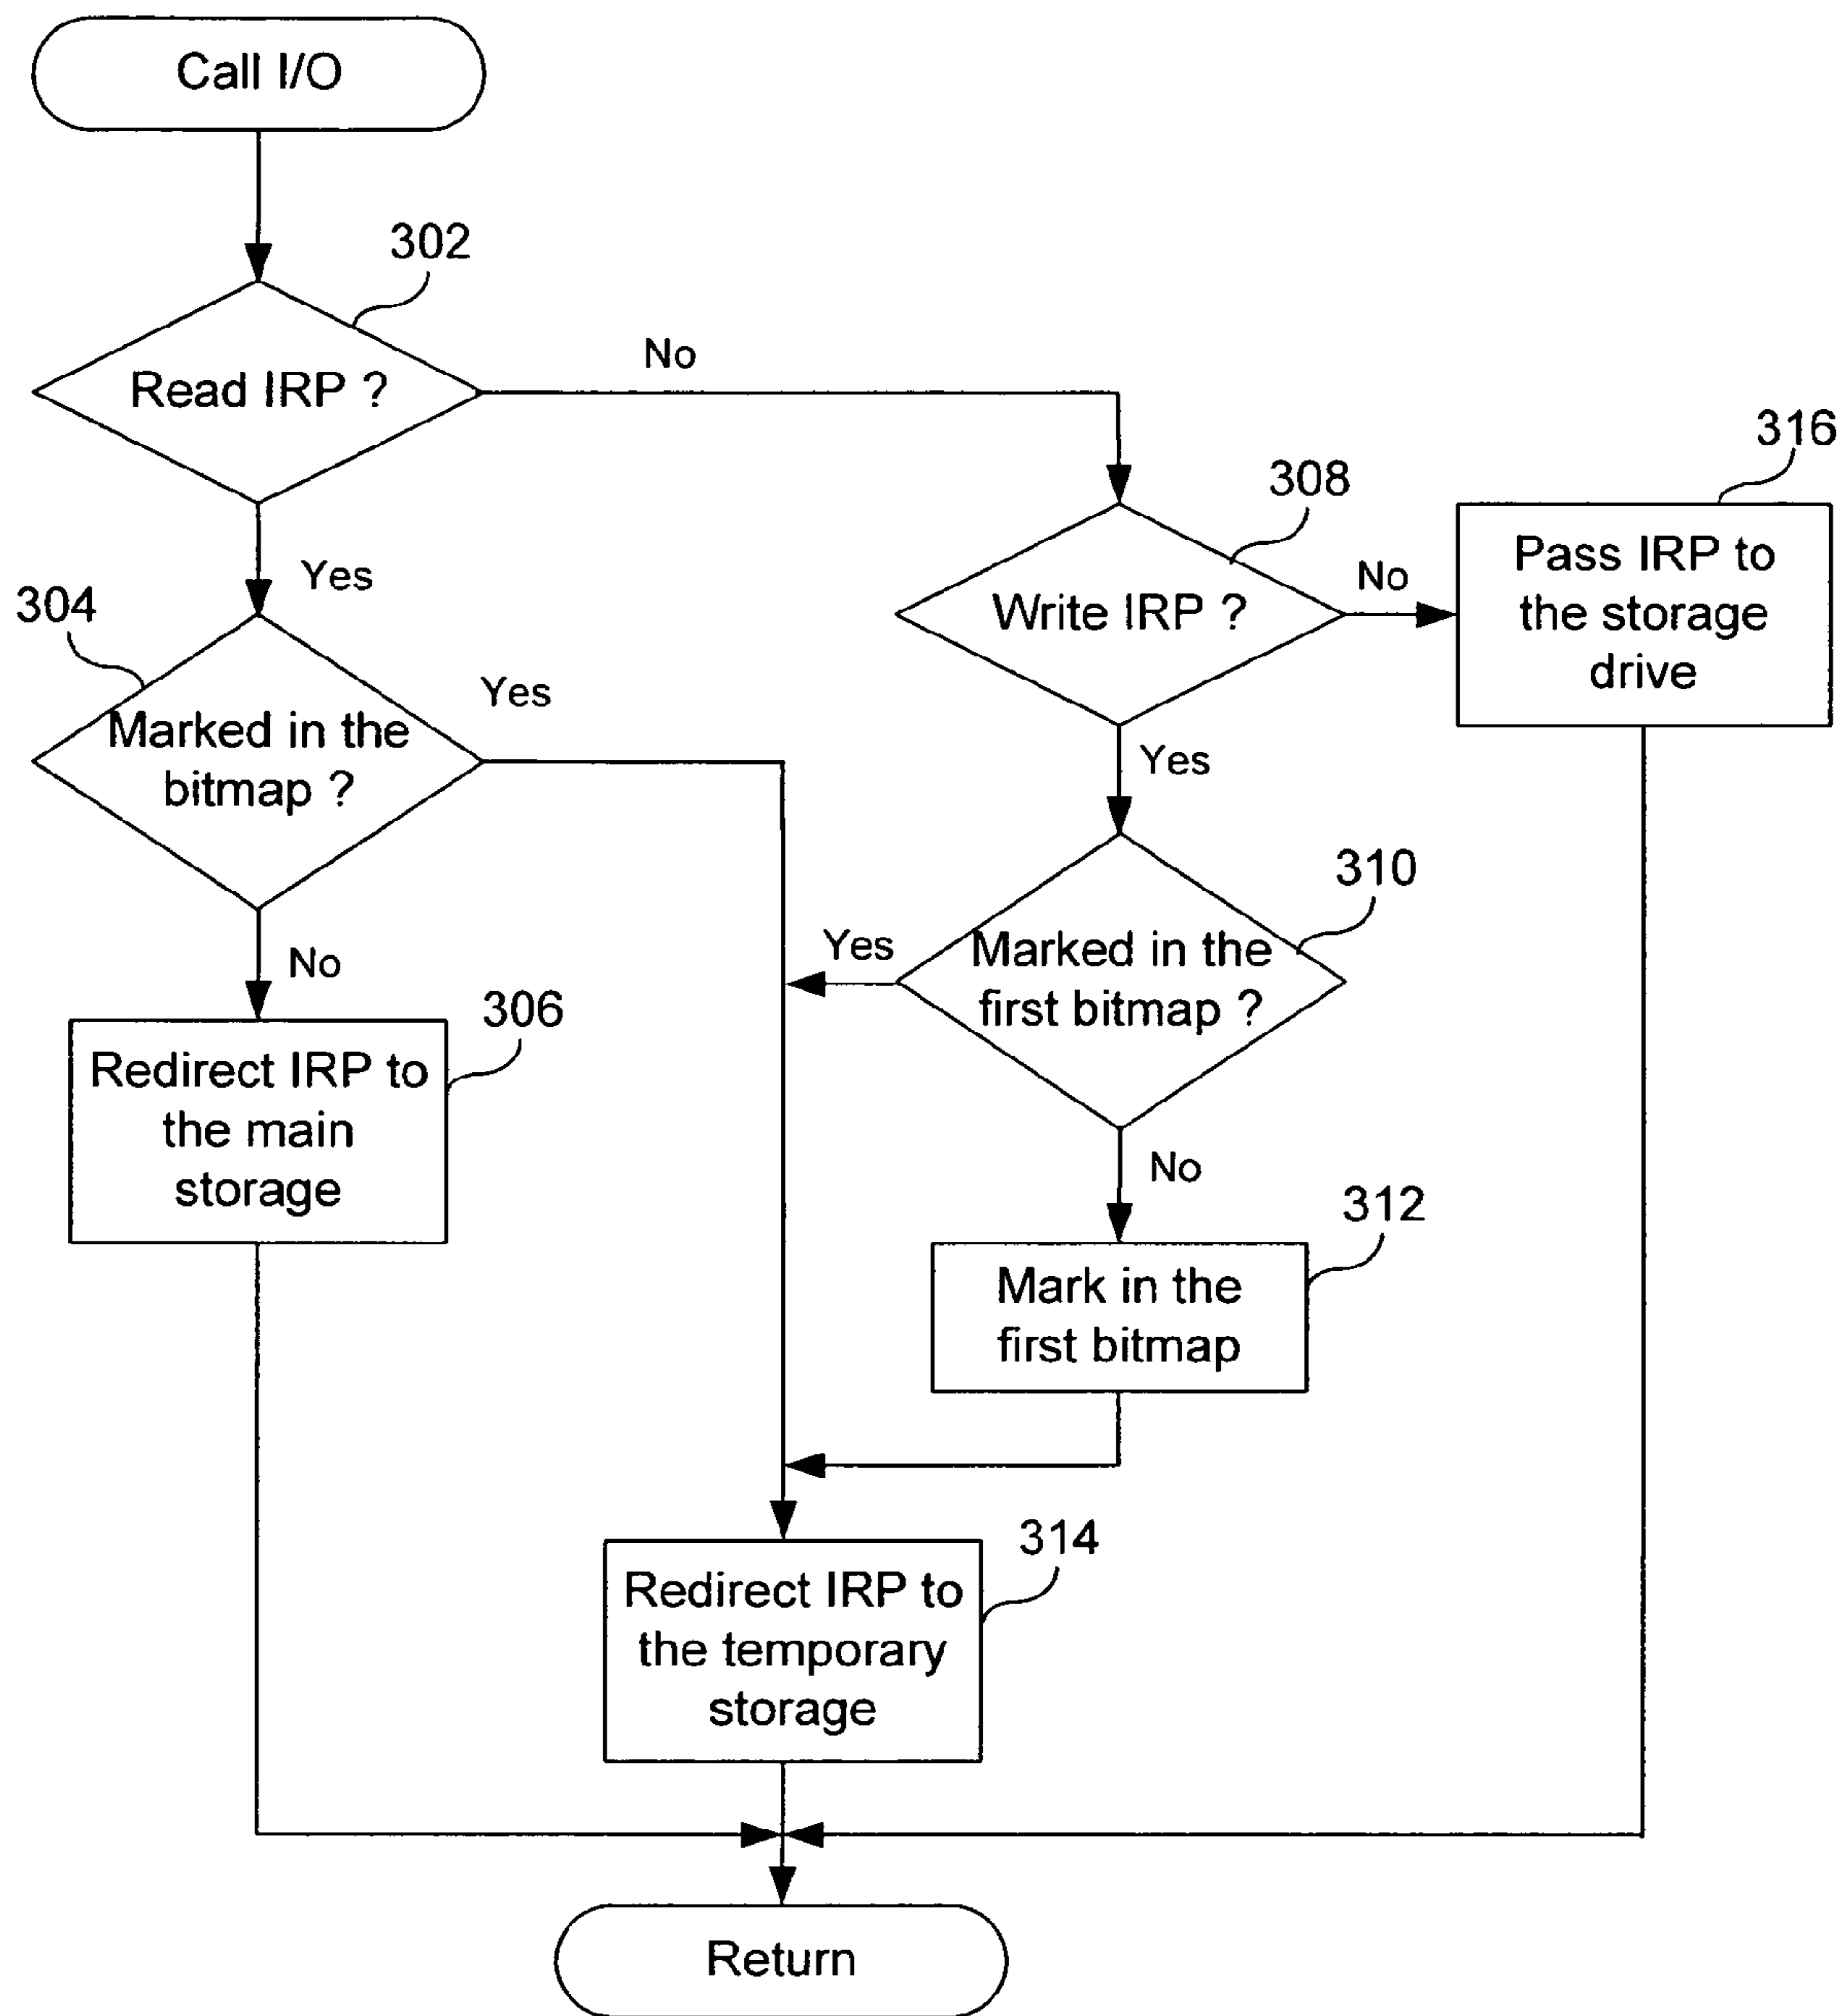 Call I/O
302
Read IRP ?
No
316
308
Yes
304
Write IRP ?
No
Pass IRP to
the storage
drive
Marked in the
bitmap ?
Yes
Yes
310
No
Yes
Marked in the
first bitmap ?
306
Redirect IRP to
the main
storage
No
312
Mark in the
first bitmap
314
Redirect IRP to
the temporary
storage
Return